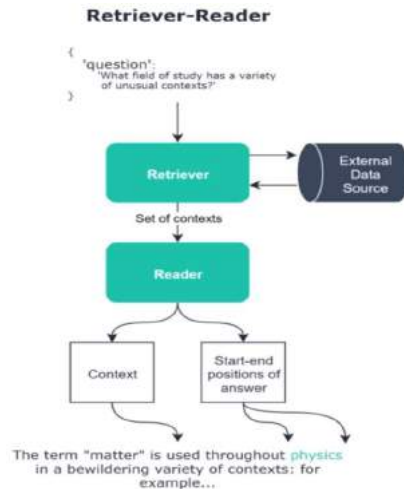 Retriever-Reader
{
'question':
'What field of study has a variety
of unusual contexts?'
}
Retriever
External
Data
Source
Set of contexts
Reader
Context
Start-end
positions of
answer
The term "matter" is used throughout physics
in a bewildering variety of contexts: for
example...